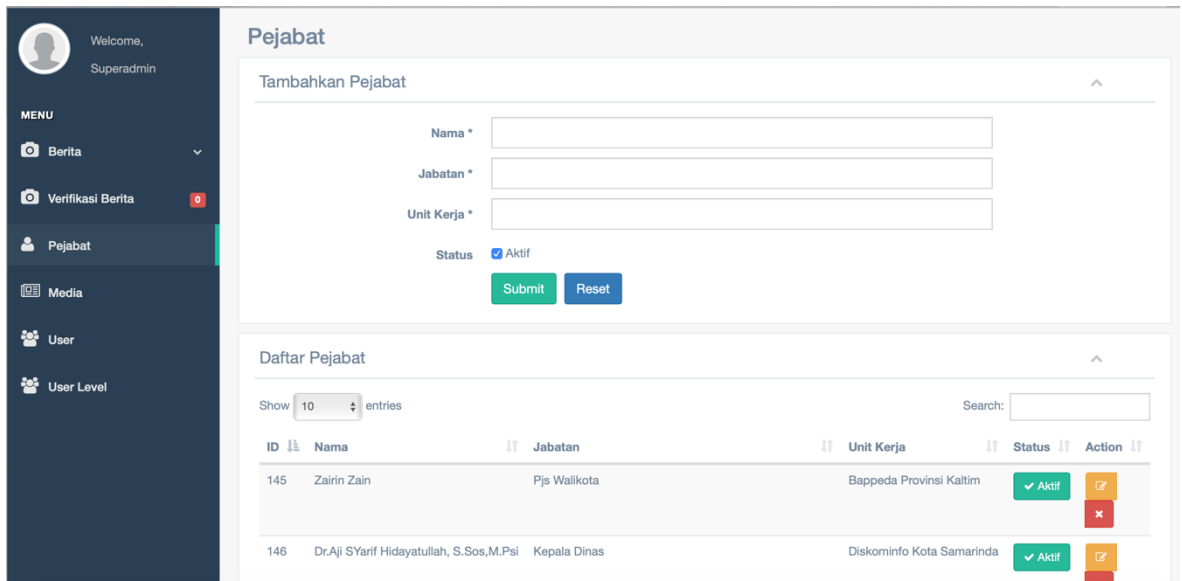 Welcome,
Superadmin
MENU
Berita
Verifikasi Berita 0
Pejabat
Media
User
User Level
Pejabat
Tambahkan Pejabat
Nama *
Jabatan *
Unit Kerja *
Status Aktif
Submit Reset
Daftar Pejabat
Show 10 entries Search:
ID Nama Jabatan Unit Kerja Status Action
145 Zairin Zain Pjs Walikota Bappeda Provinsi Kaltim Aktif
146 Dr.Aji SYarif Hidayatullah, S.Sos,M.Psi Kepala Dinas Diskominfo Kota Samarinda Aktif